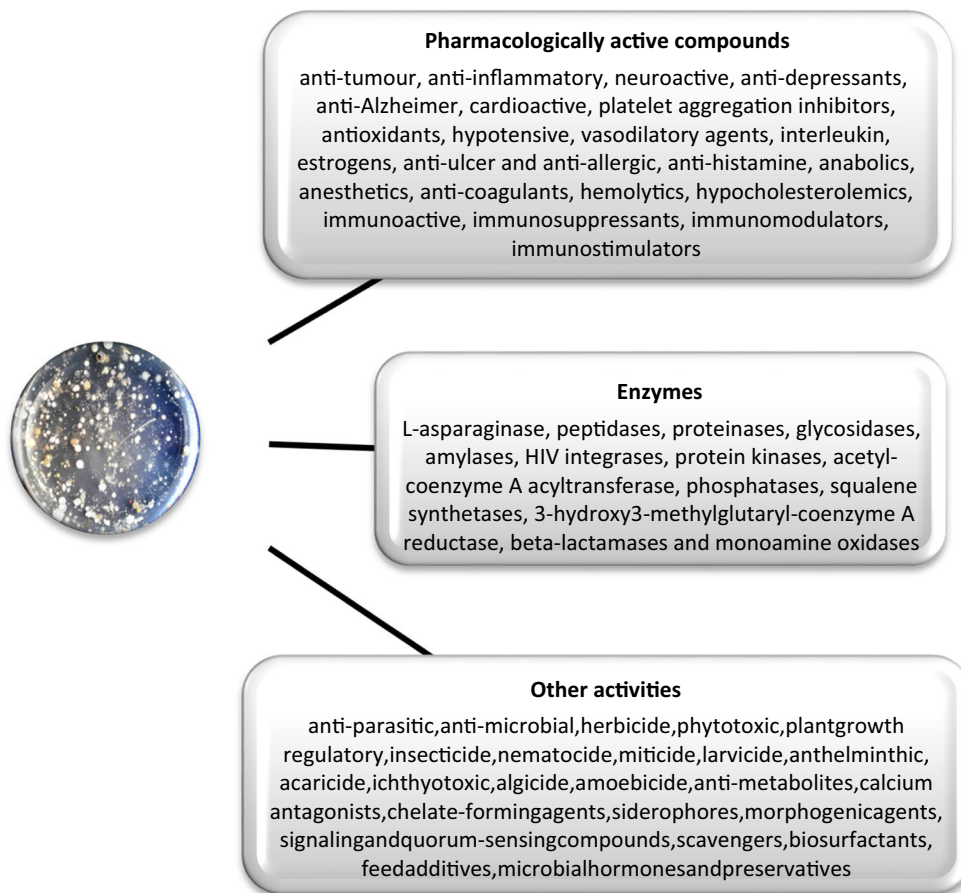 Pharmacologically active compounds
anti-tumour, anti-inflammatory, neuroactive, anti-depressants,
anti-Alzheimer, cardioactive, platelet aggregation inhibitors,
antioxidants, hypotensive, vasodilatory agents, interleukin,
estrogens, anti-ulcer and anti-allergic, anti-histamine, anabolics,
anesthetics, anti-coagulants, hemolytics, hypocholesterolemics,
immunoactive, immunosuppressants, immunomodulators,
immunostimulators
Enzymes
L-asparaginase, peptidases, proteinases, glycosidases,
amylases, HIV integrases, protein kinases, acetyl-
coenzyme A acyltransferase, phosphatases, squalene
synthetases, 3-hydroxy3-methylglutaryl-coenzyme A
reductase, beta-lactamases and monoamine oxidases
Other activities
anti-parasitic,anti-microbial,herbicide,phytotoxic,plantgrowth
regulatory,insecticide,nematocide,miticide,larvicide,anthelminthic,
acaricide,ichthyotoxic,algicide,amoebicide,anti-metabolites,calcium
antagonists,chelate-formingagents,siderophores,morphogenicagents,
signalingandquorum-sensingcompounds,scavengers,biosurfactants,
feedadditives,microbialhormonesandpreservatives